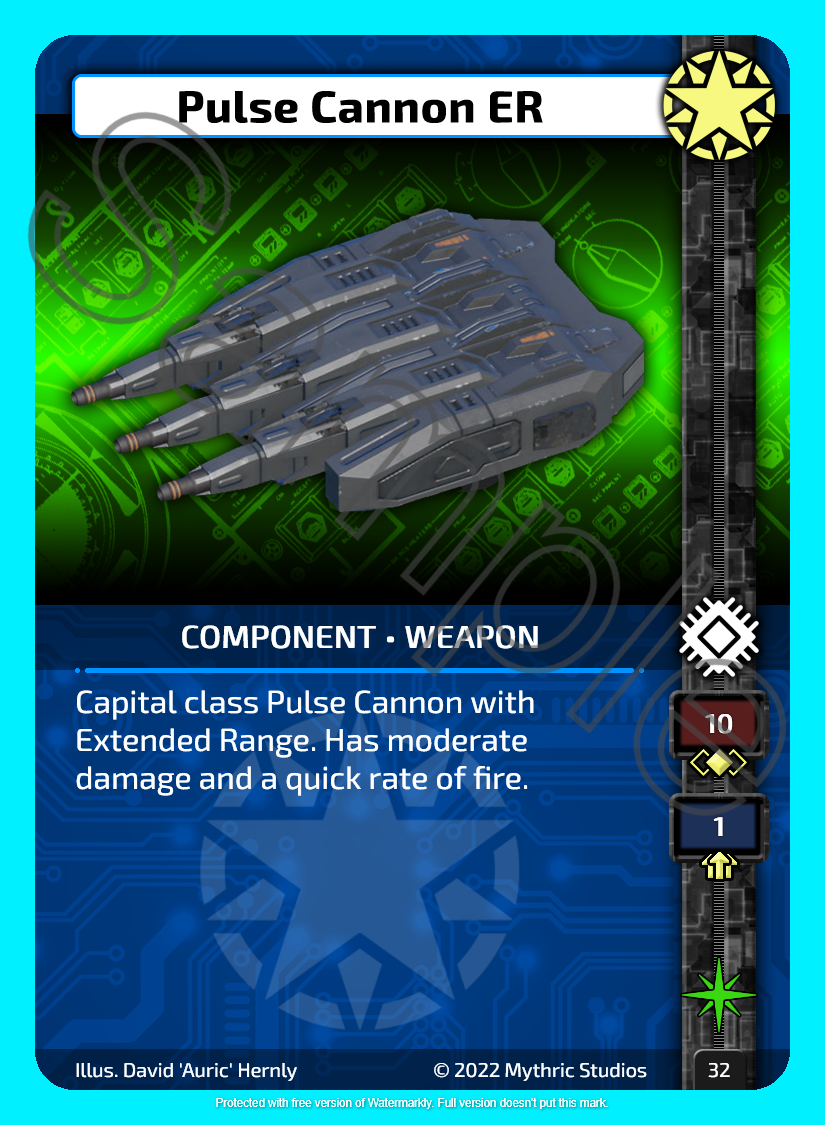 Pulse Cannon ER
Sample
COMPONENT • WEAPON
10
Capital class Pulse Cannon with
Extended Range. Has moderate
damage and a quick rate of fire.
1
Illus. David 'Auric' Hernly
© 2022 Mythric Studios
32
Protected with free version of Watermarkly. Full version doesn't put this mark.